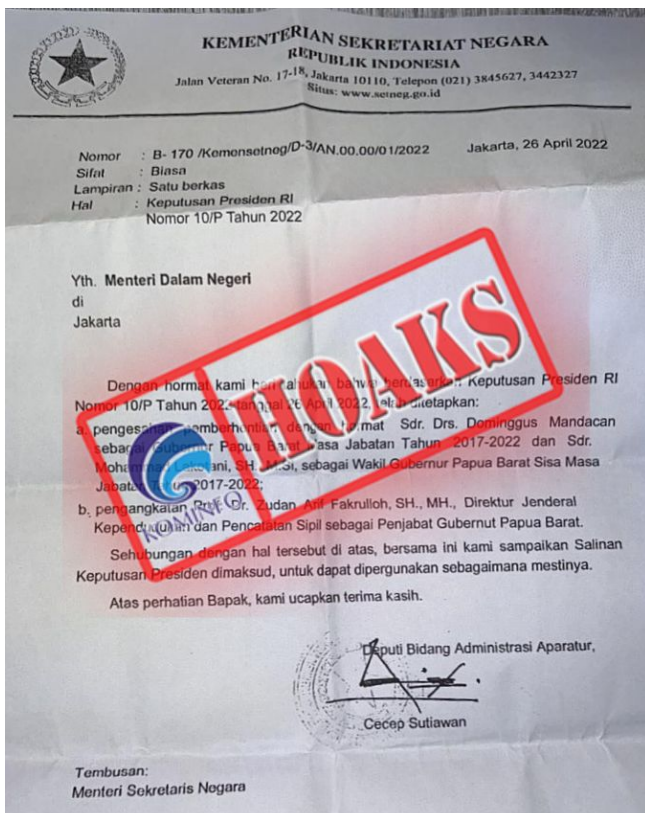 KEMENTERIAN SEKRETARIAT NEGARA
REPUBLIK INDONESIA
Jalan Veteran No. 17-18, Jakarta 10110, Telepon (021) 3845627, 3442327
Situs: www.setneg.go.id
Nomor : B- 170 /Kemensetneg/D-3/AN.00.00/01/2022 Jakarta, 26 April 2022
Sifat : Biasa
Lampiran : Satu berkas
Hal : Keputusan Presiden RI
Nomor 10/P Tahun 2022
Yth. Menteri Dalam Negeri
di
Jakarta
HOAKS
KOMINFO
Dengan hormat kami bahwa berdasarkan Keputusan Presiden RI
Nomor 10/P Tahun 2022 tanggal 26 April 2022, telah ditetapkan:
a. pengesahan pemberhentian dengan hormat Sdr. Drs. Dominggus Mandacan
sebagai Gubernur Papua Barat Masa Jabatan Tahun 2017-2022 dan Sdr.
Mohammad SH., M.Si, sebagai Wakil Gubernur Papua Barat Sisa Masa
Jabatan 2017-2022;
b. pengangkatan Dr. Zudan Arif Fakrulloh, SH., MH., Direktur Jenderal
Kependudukan dan Pencatatan Sipil sebagai Penjabat Gubernut Papua Barat.
Sehubungan dengan hal tersebut di atas, bersama ini kami sampaikan Salinan
Keputusan Presiden dimaksud, untuk dapat dipergunakan sebagaimana mestinya.
Atas perhatian Bapak, kami ucapkan terima kasih.
Deputi Bidang Administrasi Aparatur,
Cecep Sutiawan
Tembusan:
Menteri Sekretaris Negara